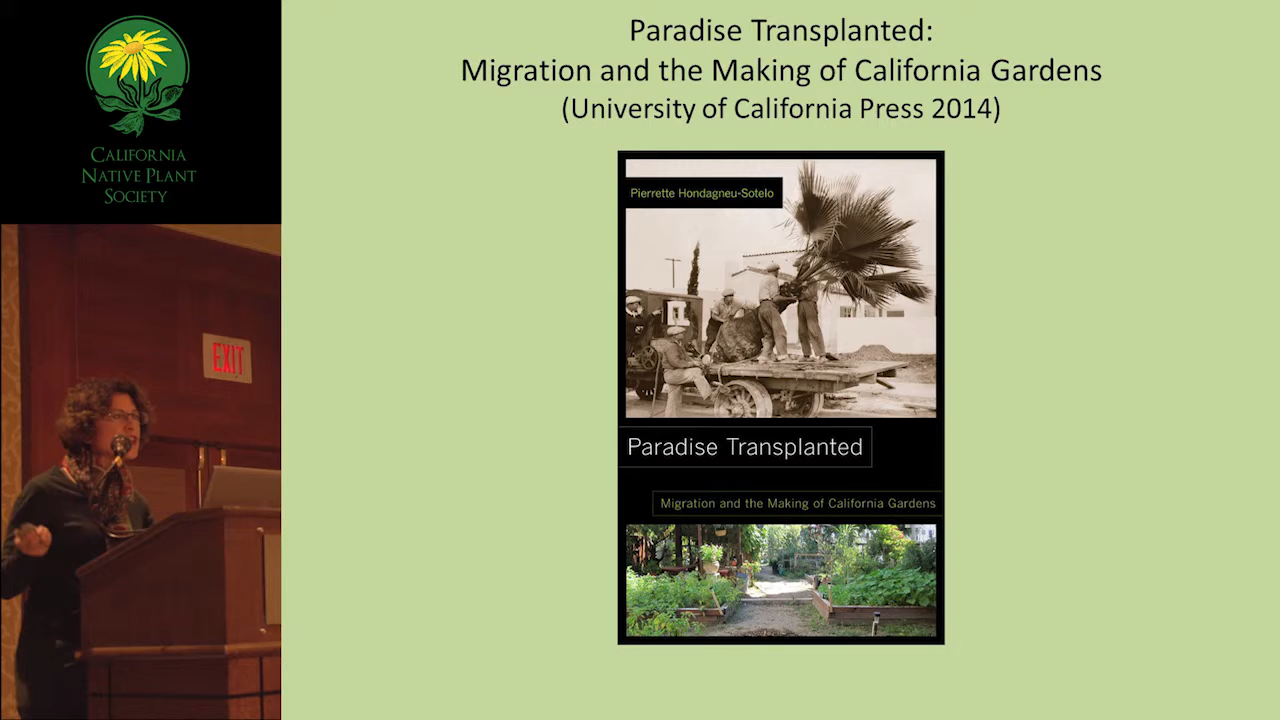 CALIFORNIA
NATIVE PLANT
SOCIETY
EXIT
Paradise Transplanted:
Migration and the Making of California Gardens
(University of California Press 2014)
Pierrette Hondagneu-Sotelo
Paradise Transplanted
Migration and the Making of California Gardens